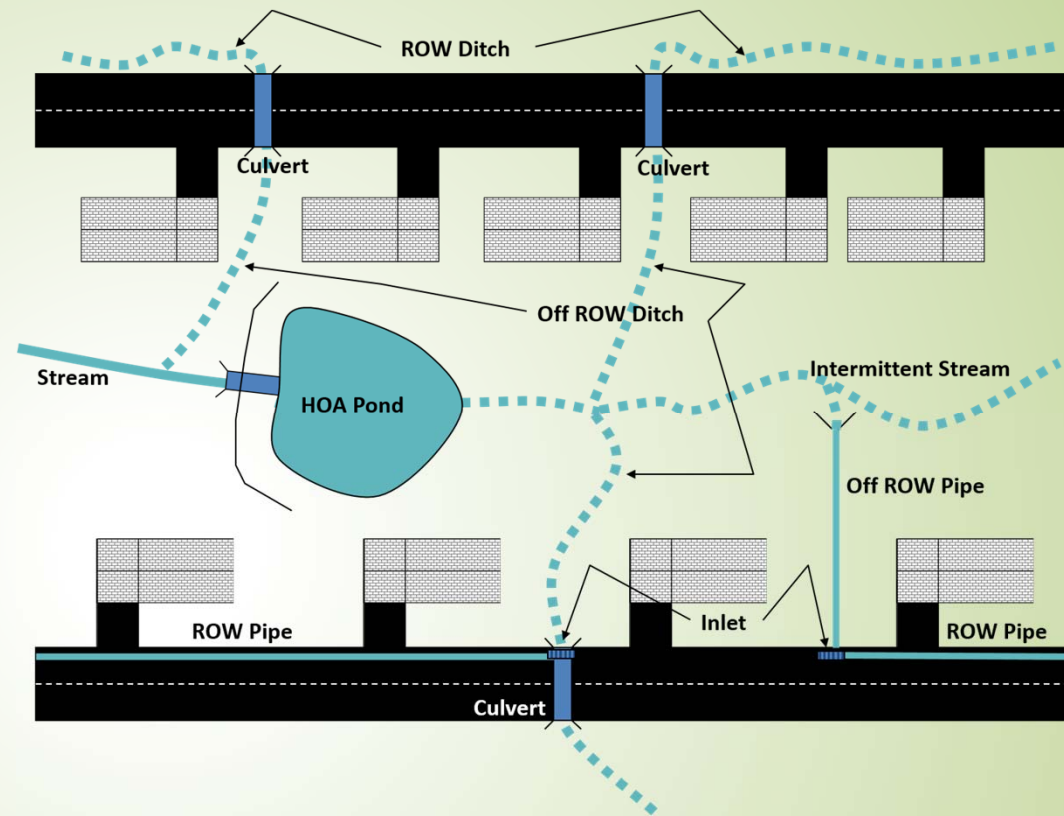 ROW Ditch
Culvert
Culvert
Off ROW Ditch
Stream
HOA Pond
Intermittent Stream
Off ROW Pipe
ROW Pipe
Inlet
ROW Pipe
Culvert